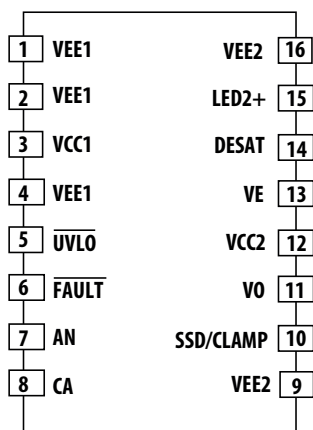 1 VEE1 VEE2 16
2 VEE1 LED2+ 15
3 VCC1 DESAT 14
4 VEE1 VE 13
5 UVLO VCC2 12
6 FAULT VO 11
7 AN SSD/CLAMP 10
8 CA VEE2 9